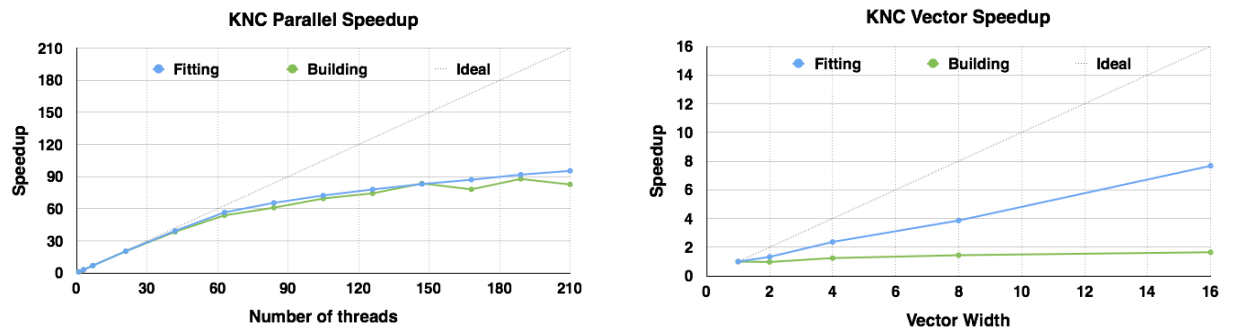 KNC Parallel Speedup
210
180
150
120
90
60
30
0
Speedup
Fitting Building Ideal
0 30 60 90 120 150 180 210
Number of threads
KNC Vector Speedup
16
14
12
10
8
6
4
2
0
Speedup
Fitting Building Ideal
0 2 4 6 8 10 12 14 16
Vector Width